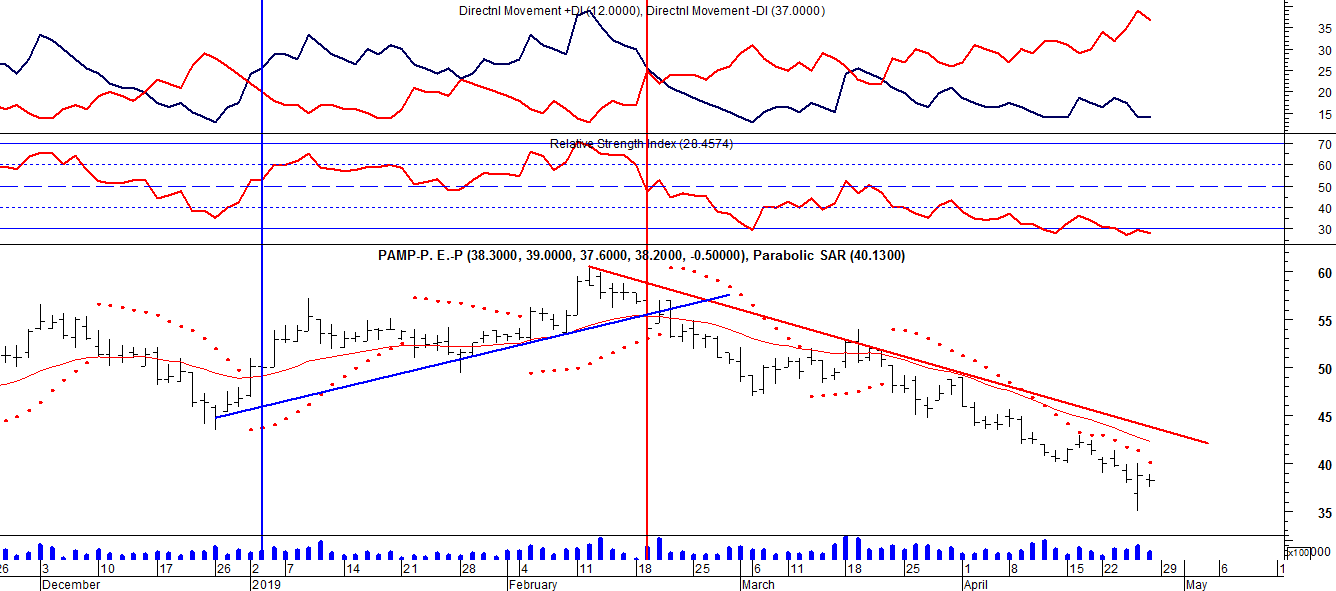 Directnl Movement +DI (12.0000), Directnl Movement -DI (37.0000)
35
30
25
20
15
Relative Strength Index (28.4574)
70
60
50
40
30
PAMP-P. E.-P (38.3000, 39.0000, 37.6000, 38.2000, -0.50000), Parabolic SAR (40.1300)
60
55
50
45
40
35
x100 000
26 3 10 17 26 2 7 14 21 28 4 11 18 25 6 11 18 25 1 8 15 22 29 6 1
December 2019 February March April May